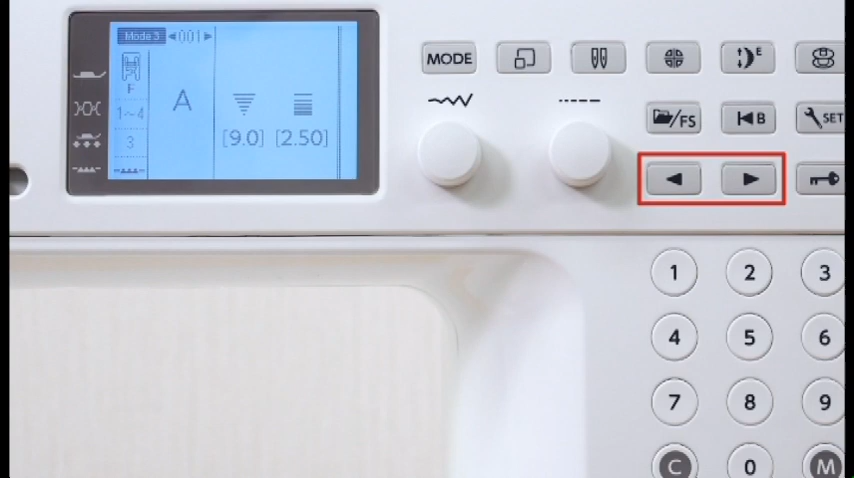 Mode 3 ◀001▶
F
A
1~4
3
[9.0] [2.50]
MODE
E
/FS
B
SET
1 2 3
4 5 6
7 8 9
C 0 M